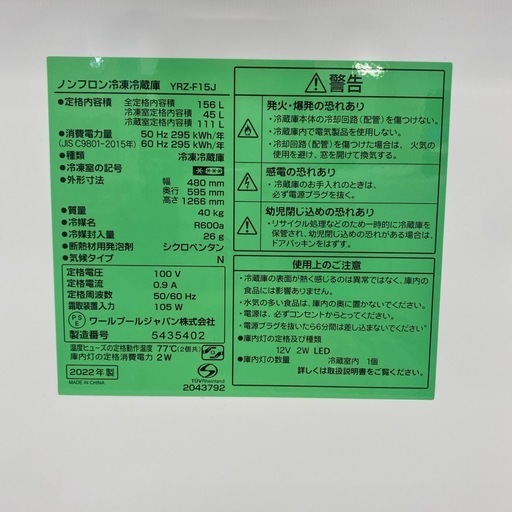 ノンフロン冷凍冷蔵庫 YRZ-F15J
●定格内容積 全定格内容積 156 L
冷凍室定格内容積 45 L
冷蔵室定格内容積 111 L
●消費電力量 50 Hz 295 kWh/年
(JIS C9801-2015年) 60 Hz 295 kWh/年
●種類 冷凍冷蔵庫
●冷凍室の記号
●外形寸法 幅 480 mm
奥行 595 mm
高さ 1266 mm
●質量 40 kg
●冷媒名 R600a
●冷媒封入量 26 g
●断熱材用発泡剤 シクロペンタン
●気候タイプ N
定格電圧 100 V
定格電流 0.9 A
定格周波数 50/60 Hz
霜取装置入力 105 W
PSE ワールプールジャパン株式会社
製造番号 5435402
温度ヒューズの定格動作温度 77℃(2個共)
庫内灯の定格消費電力 2W
2022年製
MADE IN CHINA
TÜVRheinland
2043792
警告
発火・爆発の恐れあり
・冷蔵庫本体の冷却回路(配管)を傷つけない。
・冷蔵庫内で電気製品を使用しない。
・冷却回路(配管)を傷つけた場合は、火気の
使用を避け、窓を開けて換気する。
感電の恐れあり
・冷蔵庫のお手入れのときは、
必ず電源プラグを抜く。
幼児閉じ込めの恐れあり
・リサイクル処理などのため一時的に冷蔵庫を
保管され、幼児閉じ込めの恐れがある場合は、
ドアパッキンをはずす。
使用上のご注意
・冷蔵庫の表面が熱く感じるのは異常ではなく、庫内の
食品には影響ありません。
・水気の多い食品は、庫内の奥に置かないでください。
・電源は、必ずコンセントからとってください。
・電源プラグを抜いたら6分間は差し込まないでください
●庫内灯の定格及び種類
12V 2W LED
●庫内灯の数量 冷蔵室内 1個
詳しくは取扱説明書をご覧ください。